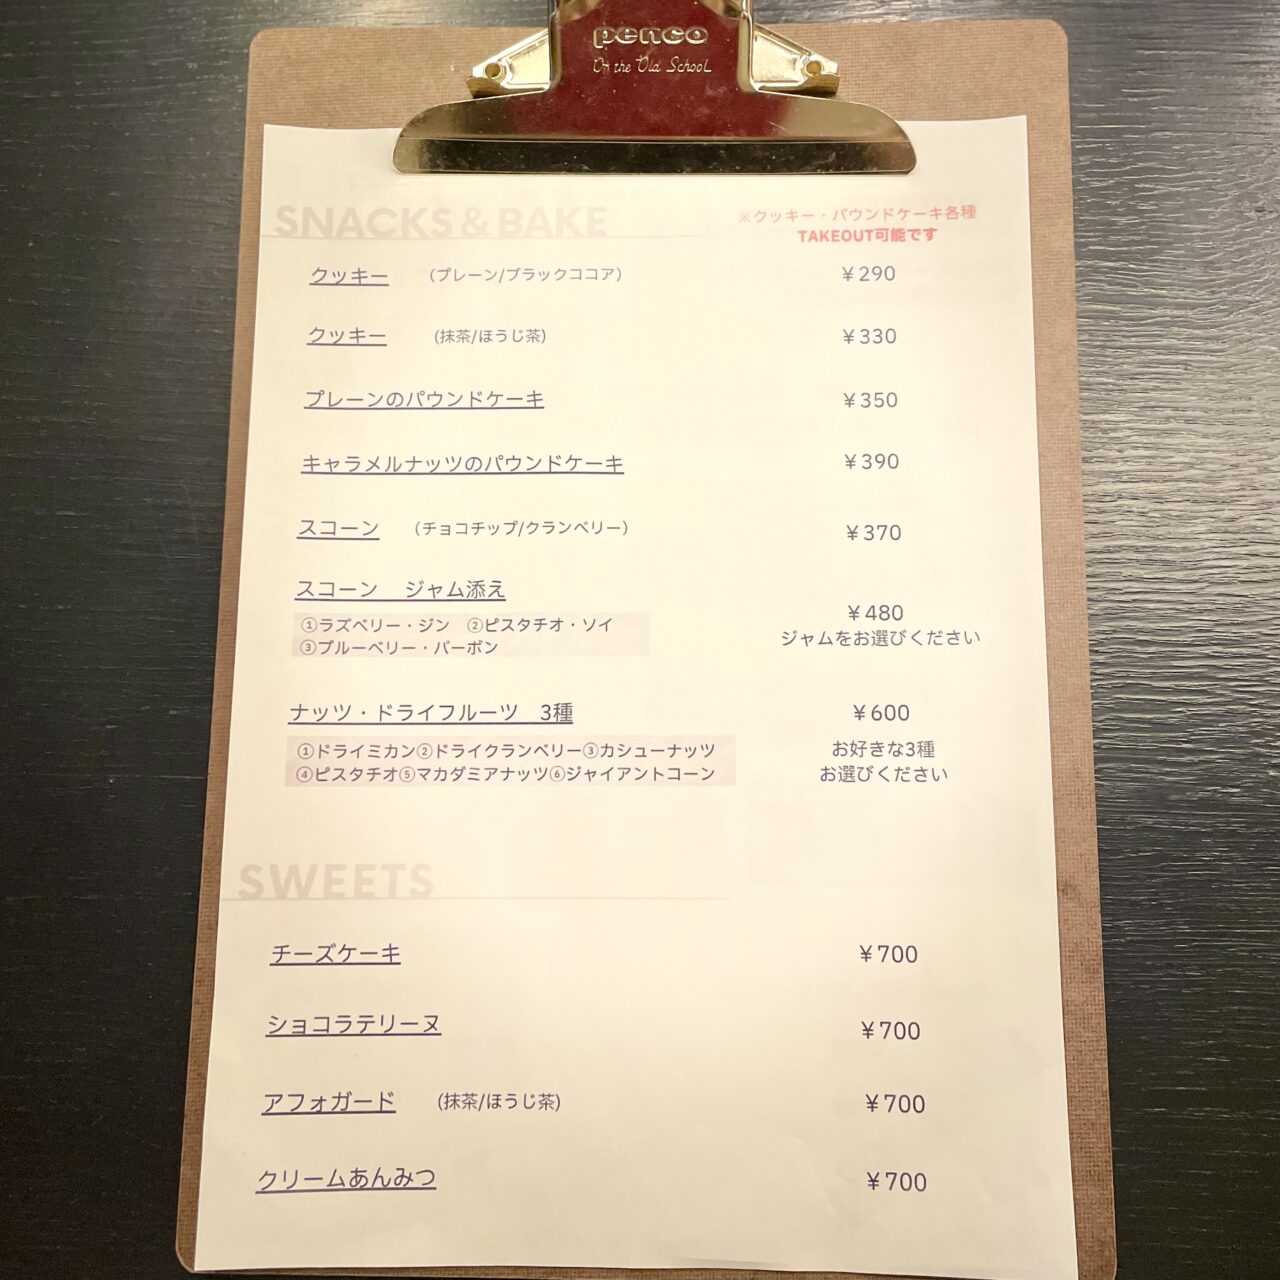 penco
Of the Old School
SNACKS & BAKE
※クッキー・パウンドケーキ各種
TAKEOUT可能です
クッキー (プレーン/ブラックココア) ￥290
クッキー (抹茶/ほうじ茶) ￥330
プレーンのパウンドケーキ ￥350
キャラメルナッツのパウンドケーキ ￥390
スコーン (チョコチップ/クランベリー) ￥370
スコーン ジャム添え
￥480
①ラズベリー・ジン ②ピスタチオ・ソイ
ジャムをお選びください
③ブルーベリー・バーボン
ナッツ・ドライフルーツ 3種 ￥600
①ドライミカン②ドライクランベリー③カシューナッツ お好きな3種
④ピスタチオ⑤マカダミアナッツ⑥ジャイアントコーン お選びください
SWEETS
チーズケーキ ￥700
ショコラテリーヌ ￥700
アフォガード (抹茶/ほうじ茶) ￥700
クリームあんみつ ￥700